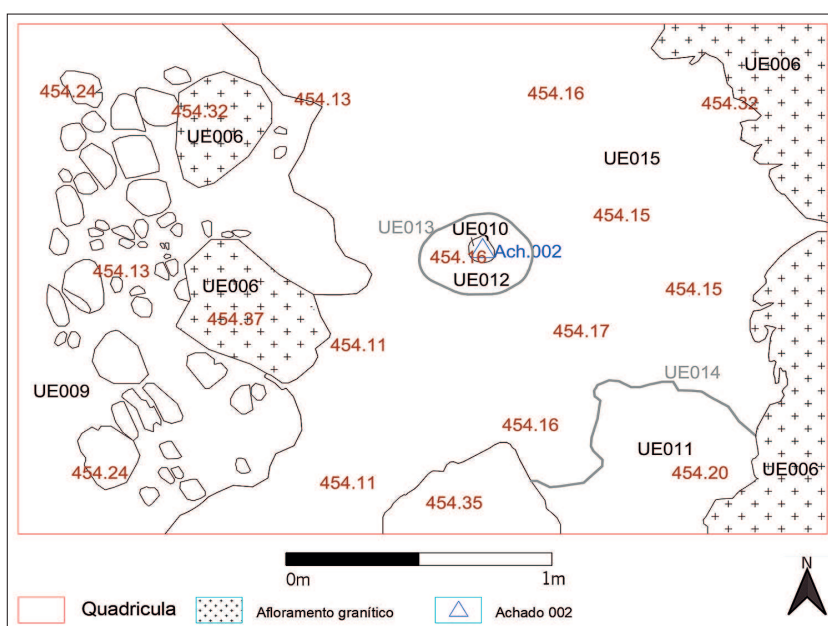 UE006
454.24
454.32
454.13
454.16
454.32
UE006
UE015
454.15
UE013
UE010
Ach.002
454.16
UE012
454.13
UE006
454.15
454.37
454.17
454.11
UE014
UE009
454.16
UE011
454.24
454.11
454.20
UE006
454.35
N
0m
1m
Quadricula
Afloramento granítico
Achado 002